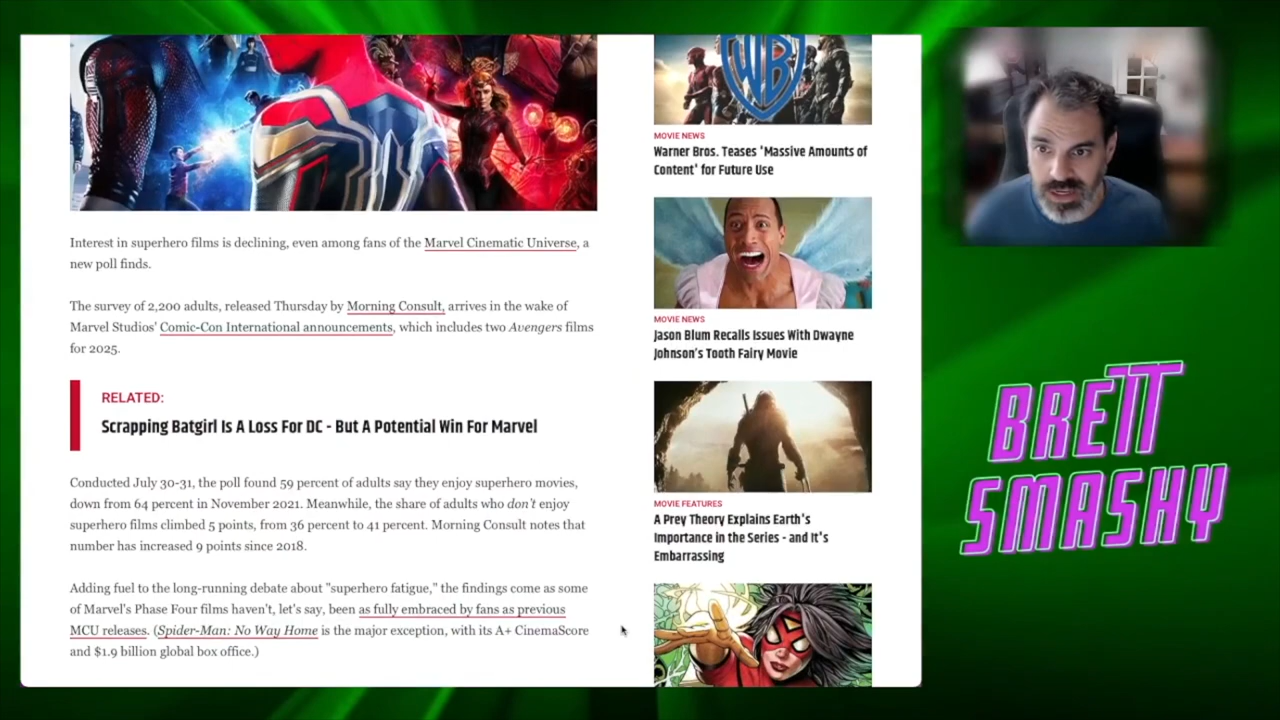 Interest in superhero films is declining, even among fans of the Marvel Cinematic Universe, a
new poll finds.
The survey of 2,200 adults, released Thursday by Morning Consult, arrives in the wake of
Marvel Studios' Comic-Con International announcements, which includes two Avengers films
for 2025.
RELATED:
Scrapping Batgirl Is A Loss For DC - But A Potential Win For Marvel
Conducted July 30-31, the poll found 59 percent of adults say they enjoy superhero movies,
down from 64 percent in November 2021. Meanwhile, the share of adults who don't enjoy
superhero films climbed 5 points, from 36 percent to 41 percent. Morning Consult notes that
number has increased 9 points since 2018.
Adding fuel to the long-running debate about "superhero fatigue," the findings come as some
of Marvel's Phase Four films haven't, let's say, been as fully embraced by fans as previous
MCU releases. (Spider-Man: No Way Home is the major exception, with its A+ CinemaScore
and $1.9 billion global box office.)
WB
MOVIE NEWS
Warner Bros. Teases 'Massive Amounts of
Content' for Future Use
MOVIE NEWS
Jason Blum Recalls Issues With Dwayne
Johnson's Tooth Fairy Movie
MOVIE FEATURES
A Prey Theory Explains Earth's
Importance in the Series - and It's
Embarrassing
BRETT
SMASHY